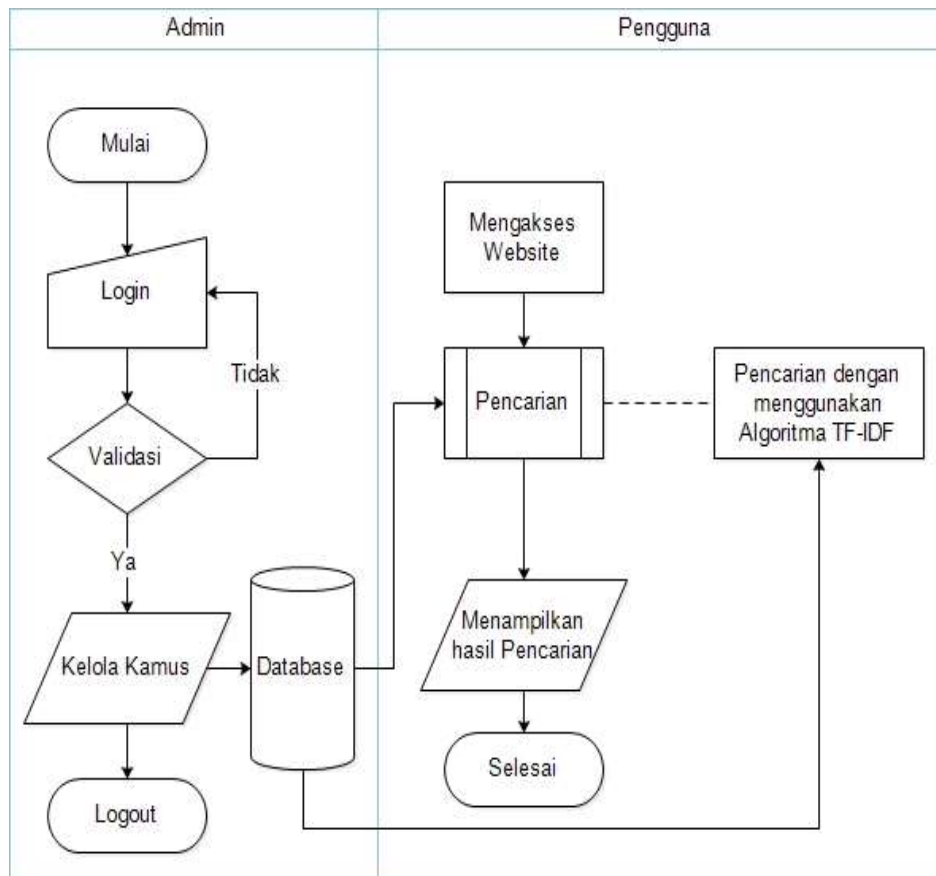 Admin
Pengguna
Mulai
Login
Tidak
Validasi
Ya
Kelola Kamus
Database
Logout
Mengakses
Website
Pencarian
Pencarian dengan
menggunakan
Algoritma TF-IDF
Menampilkan
hasil Pencarian
Selesai